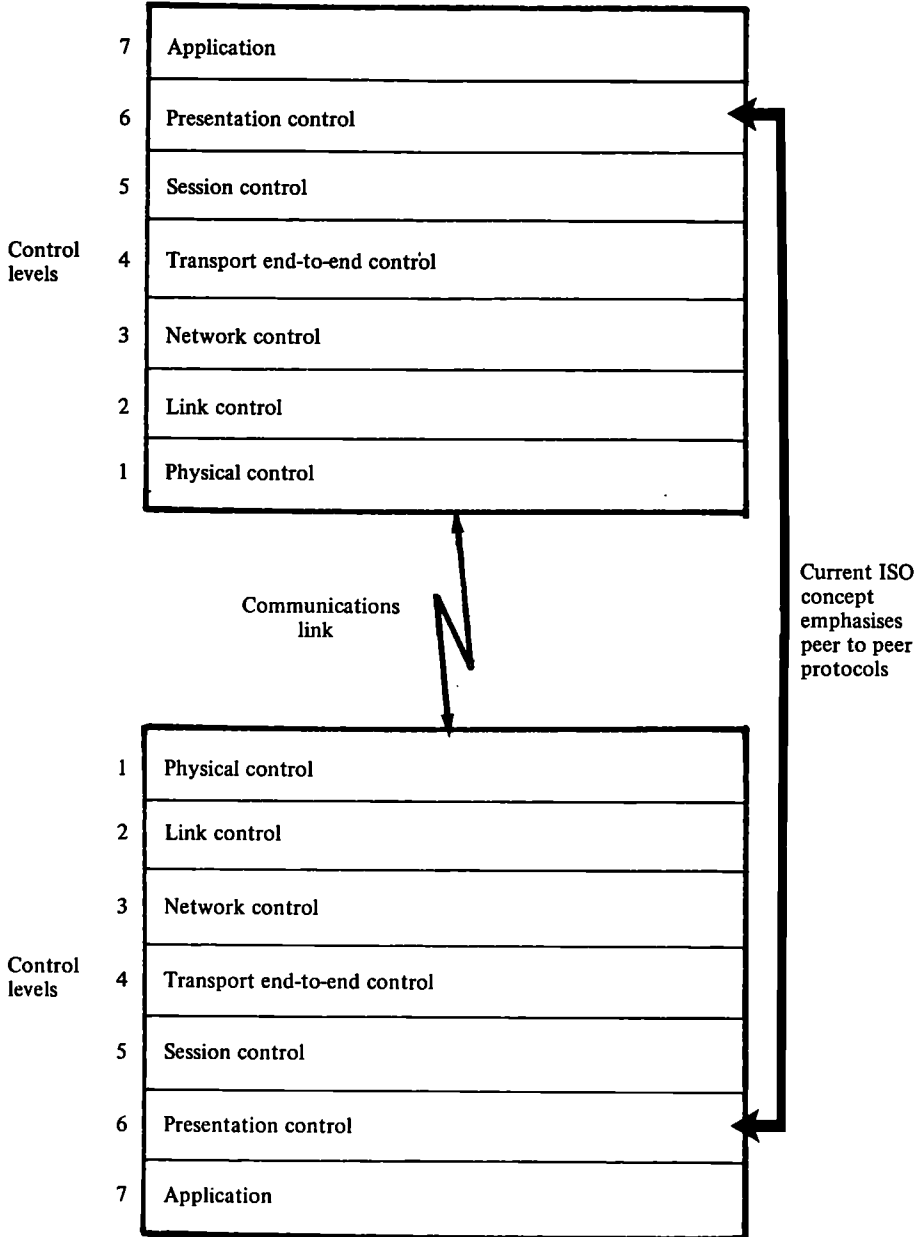 7 Application
6 Presentation control
5 Session control
Control
levels
4 Transport end-to-end control
3 Network control
2 Link control
1 Physical control
Communications
link
Current ISO
concept
emphasises
peer to peer
protocols
1 Physical control
2 Link control
3 Network control
Control
levels
4 Transport end-to-end control
5 Session control
6 Presentation control
7 Application